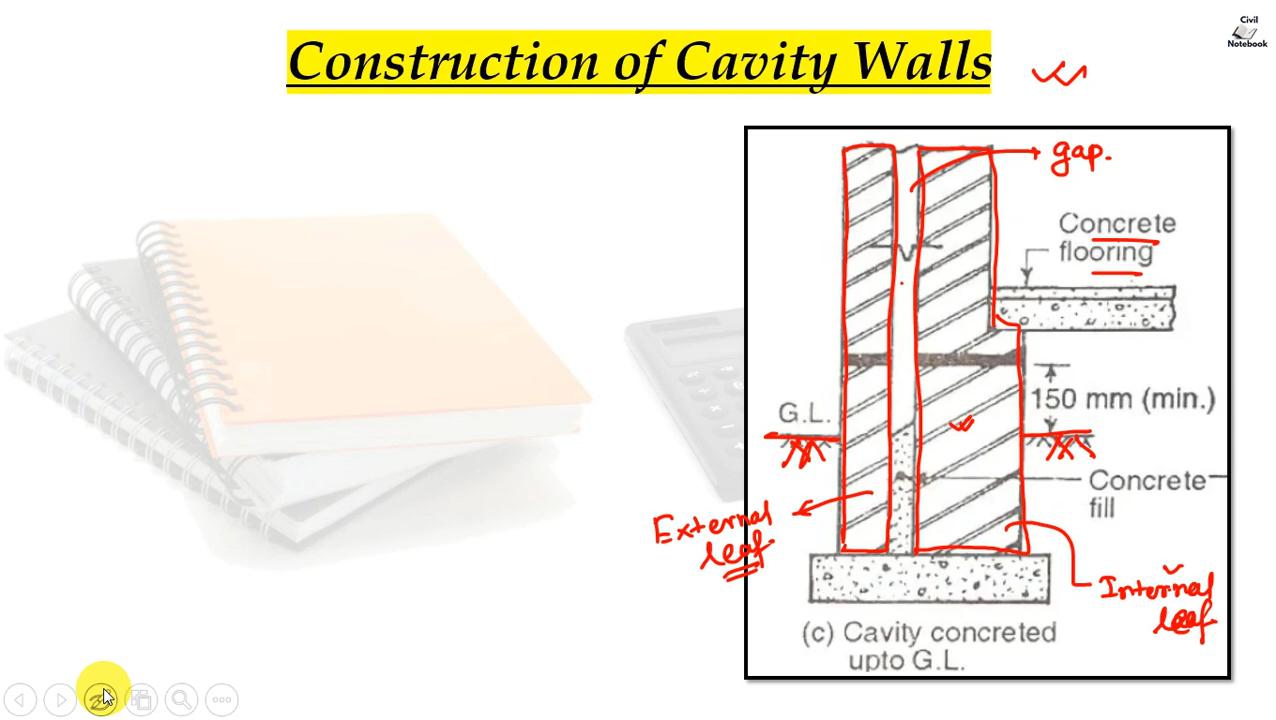 Civil
Notebook
Construction of Cavity Walls
gap.
Concrete
flooring
G.L.
150 mm (min.)
Concrete
fill
External
leaf
Internal
leaf
(c) Cavity concreted
upto G.L.